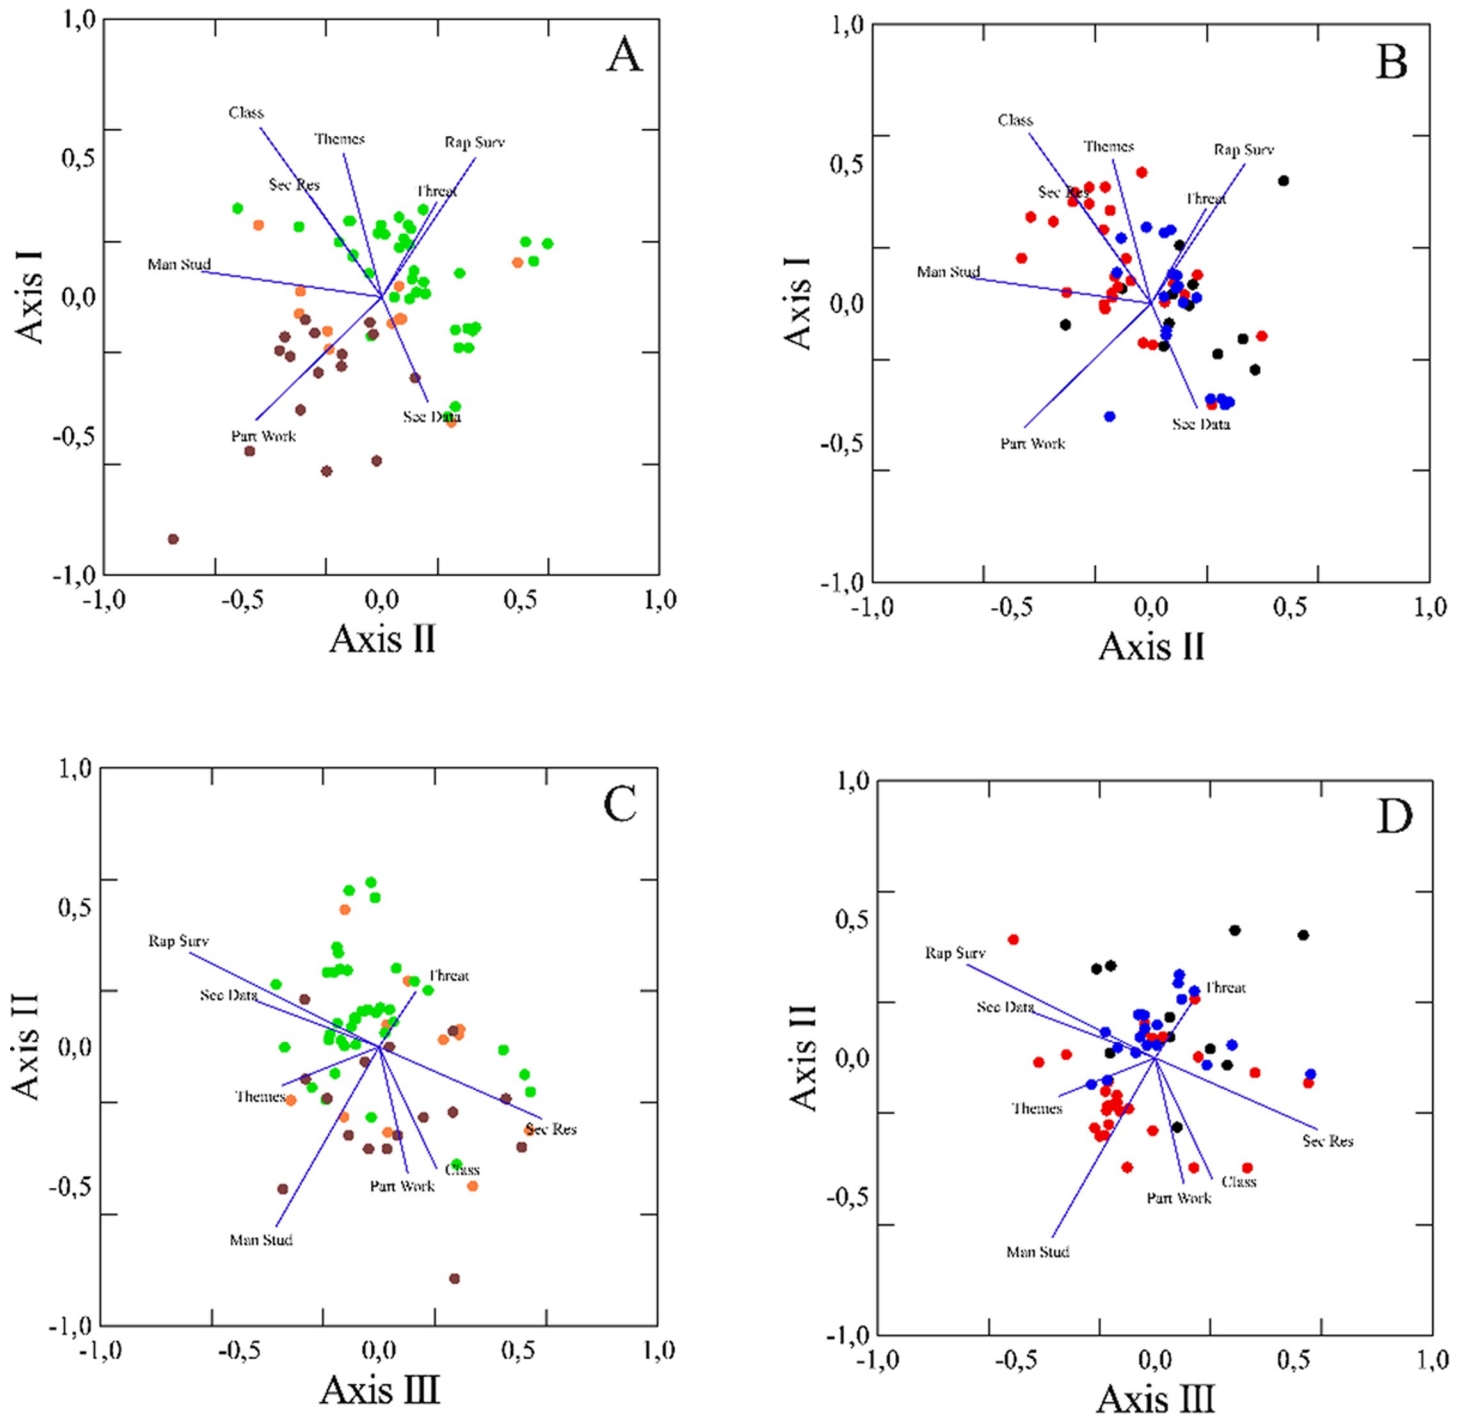 1,0
A
Class
Themes
Rap Surv
0,5
Sec Res
Threat
Man Stud
Axis I
0,0
Sec Data
-0,5
Part Work
-1,0
-1,0 -0,5 0,0 0,5 1,0
Axis II
1,0
B
Class
Themes
Rap Surv
0,5
Sec Res
Threat
Man Stud
Axis I
0,0
Sec Data
-0,5
Part Work
-1,0
-1,0 -0,5 0,0 0,5 1,0
Axis II
1,0
C
0,5
Rap Surv
Threat
Sec Data
Axis II
0,0
Themes
Sec Res
Class
-0,5
Part Work
Man Stud
-1,0
-1,0 -0,5 0,0 0,5 1,0
Axis III
1,0
D
0,5
Rap Surv
Threat
Sec Data
Axis II
0,0
Themes
Sec Res
Class
-0,5
Part Work
Man Stud
-1,0
-1,0 -0,5 0,0 0,5 1,0
Axis III